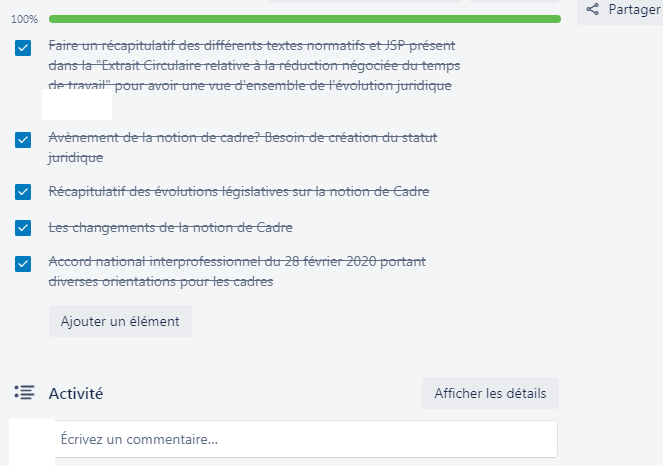 Partager
100%
Faire un récapitulatif des différents textes normatifs et JSP présent
dans la "Extrait Circulaire relative à la réduction négociée du temps
de travail" pour avoir une vue d'ensemble de l'évolution juridique
Avènement de la notion de cadre? Besoin de création du statut
juridique
Récapitulatif des évolutions législatives sur la notion de Cadre
Les changements de la notion de Cadre
Accord national interprofessionnel du 28 février 2020 portant
diverses orientations pour les cadres
Ajouter un élément
Activité
Afficher les détails
Écrivez un commentaire...